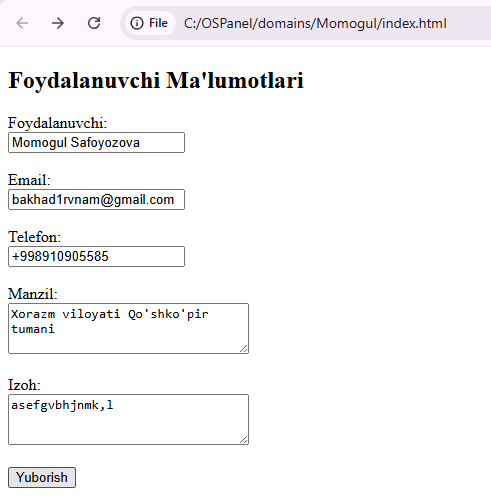 File C:/OSPanel/domains/Momogul/index.html
Foydalanuvchi Ma'lumotlari
Foydalanuvchi:
Momogul Safoyozova
Email:
bakhad1rvnam@gmail.com
Telefon:
+998910905585
Manzil:
Xorazm viloyati Qo'shko'pir
tumani
Izoh:
asefgvbhjnmk,l
Yuborish